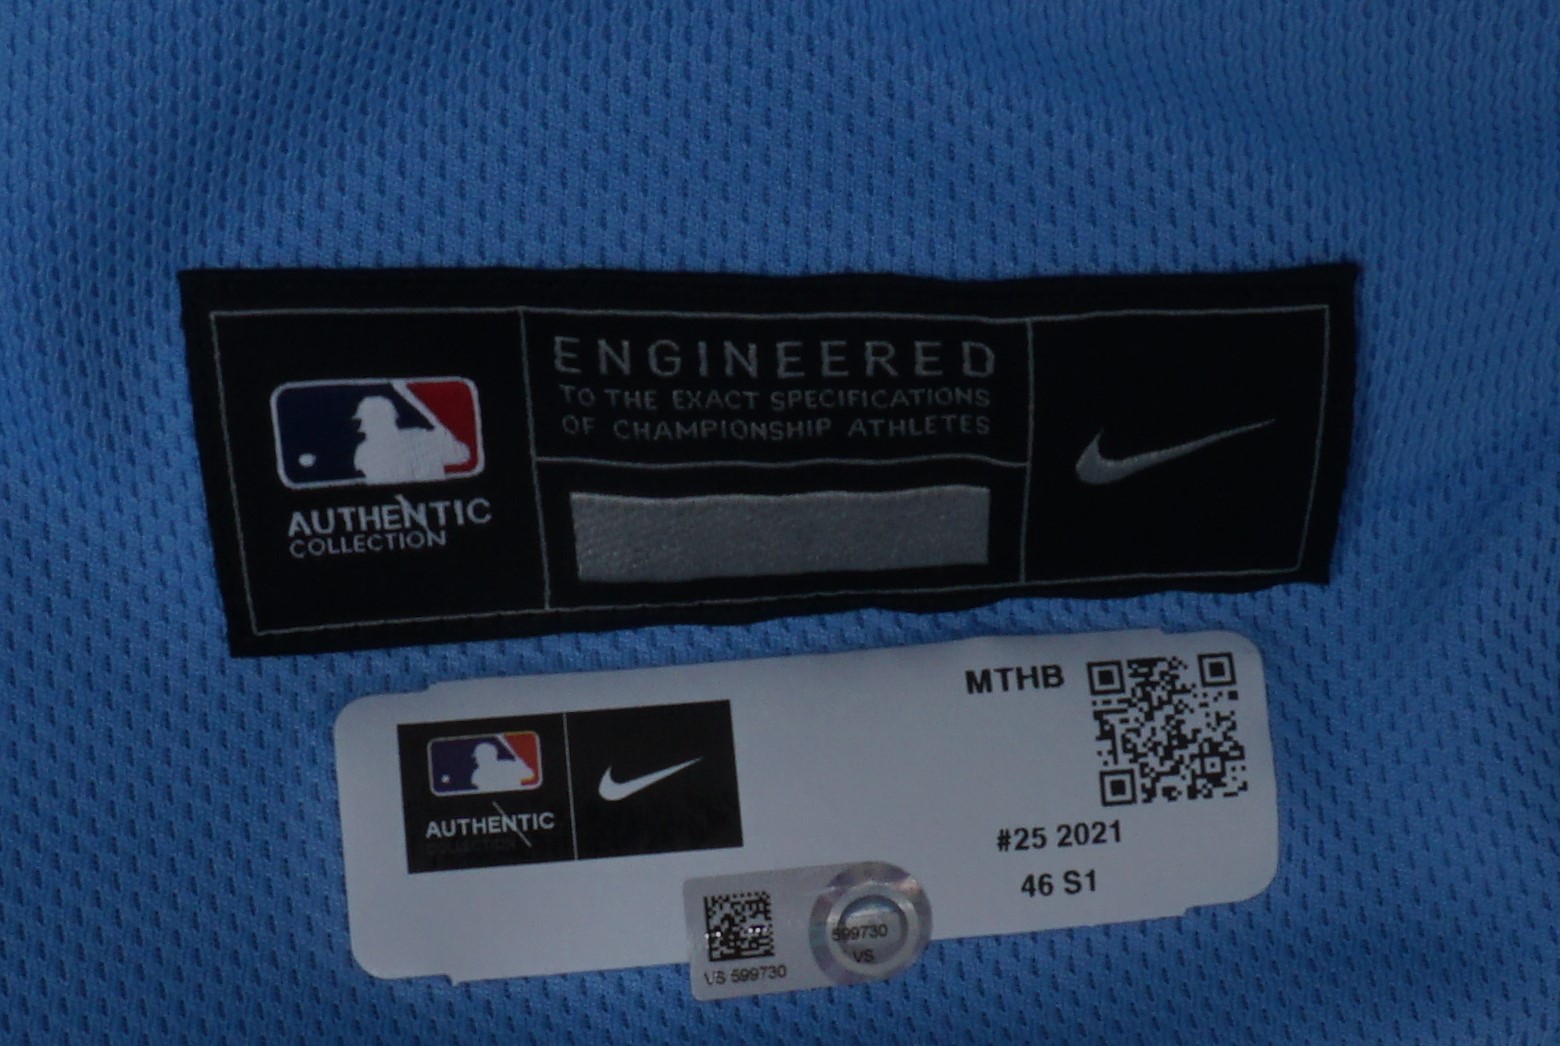 ENGINEERED
TO THE EXACT SPECIFICATIONS
OF CHAMPIONSHIP ATHLETES
AUTHENTIC
COLLECTION
MTHB
AUTHENTIC
COLLECTION
#25 2021
46 S1
599730
VS
VS 599730